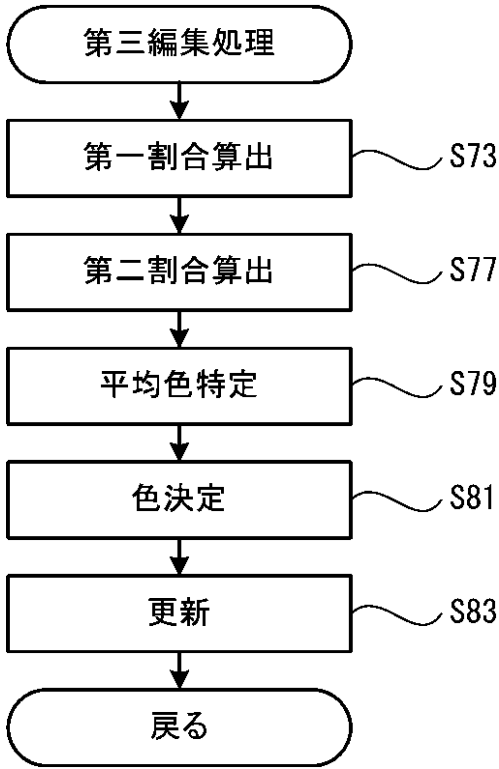 第三編集処理
第一割合算出 S73
第二割合算出 S77
平均色特定 S79
色決定 S81
更新 S83
戻る